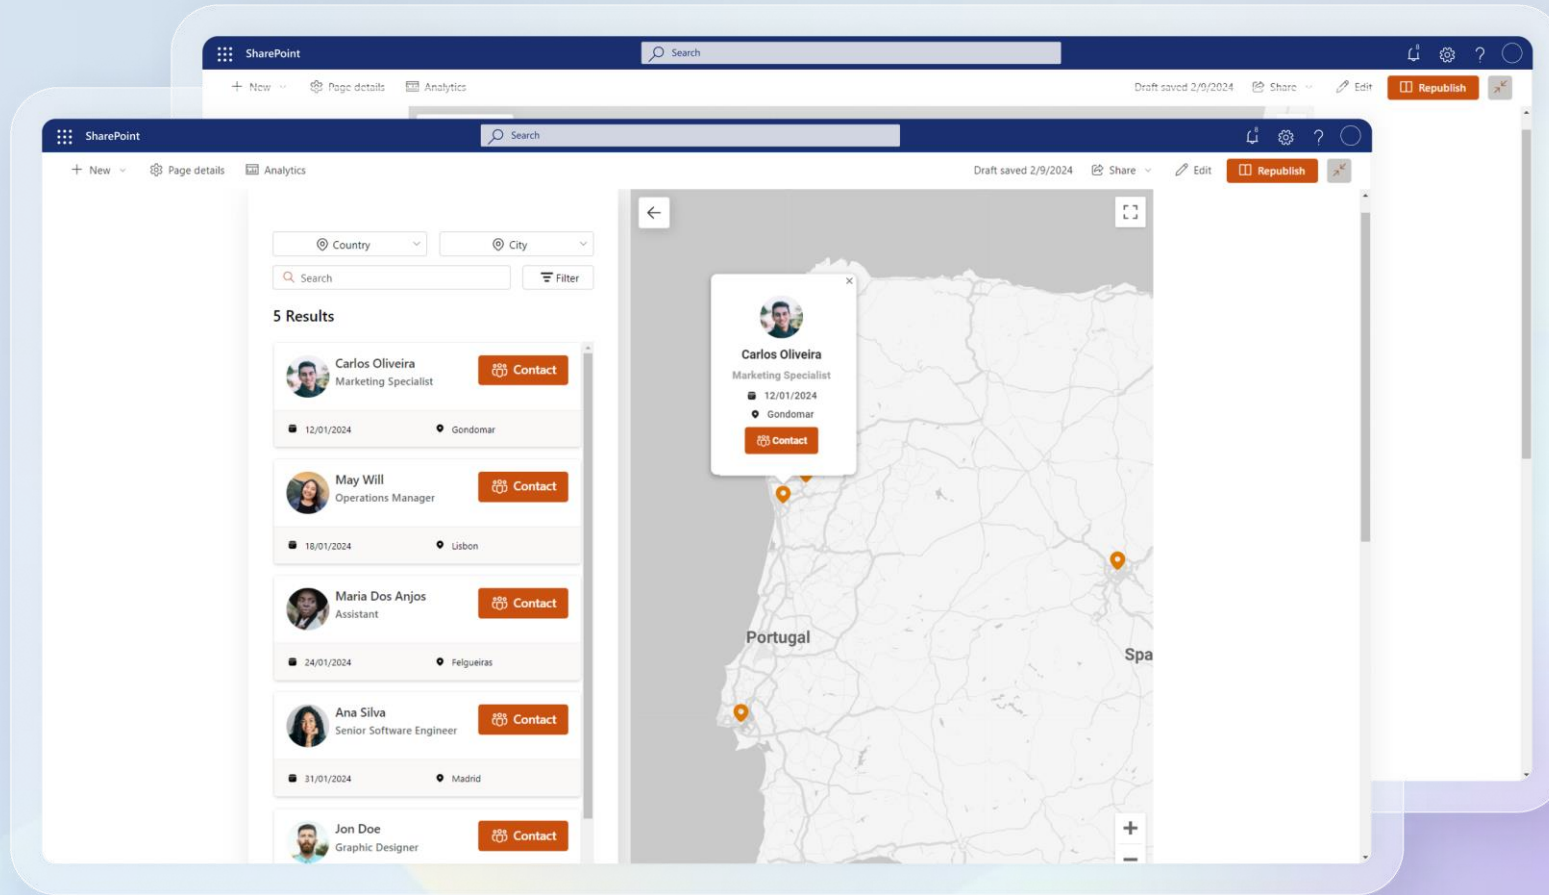 SharePoint
Search
New
Page details
Analytics
Draft saved 2/9/2024
Share
Edit
Republish
SharePoint
Search
New
Page details
Analytics
Draft saved 2/9/2024
Share
Edit
Republish
Country
City
Search
Filter
5 Results
Carlos Oliveira
Marketing Specialist
Contact
12/01/2024
Gondomar
May Will
Operations Manager
Contact
18/01/2024
Lisbon
Maria Dos Anjos
Assistant
Contact
24/01/2024
Felgueiras
Ana Silva
Senior Software Engineer
Contact
31/01/2024
Madrid
Jon Doe
Graphic Designer
Contact
Carlos Oliveira
Marketing Specialist
12/01/2024
Gondomar
Contact
Portugal
Spa